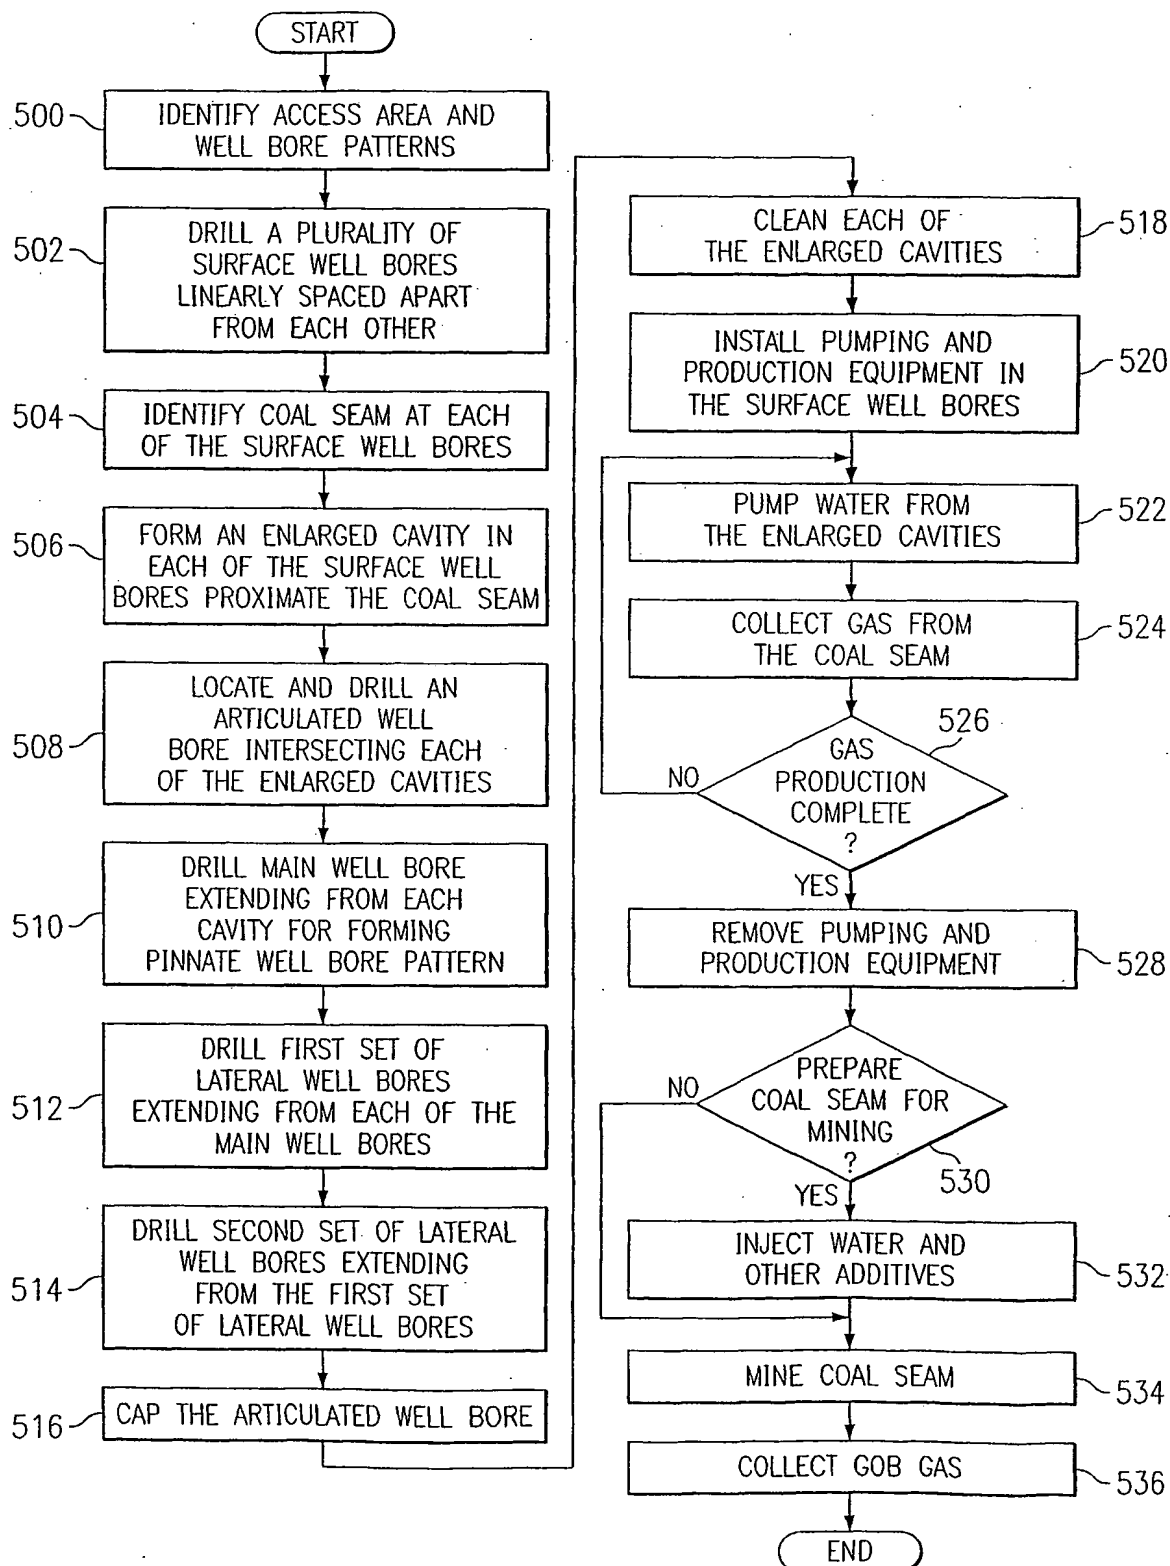 START
500
IDENTIFY ACCESS AREA AND
WELL BORE PATTERNS
502
DRILL A PLURALITY OF
SURFACE WELL BORES
LINEARLY SPACED APART
FROM EACH OTHER
504
IDENTIFY COAL SEAM AT EACH
OF THE SURFACE WELL BORES
506
FORM AN ENLARGED CAVITY IN
EACH OF THE SURFACE WELL
BORES PROXIMATE THE COAL SEAM
508
LOCATE AND DRILL AN
ARTICULATED WELL
BORE INTERSECTING EACH
OF THE ENLARGED CAVITIES
510
DRILL MAIN WELL BORE
EXTENDING FROM EACH
CAVITY FOR FORMING
PINNATE WELL BORE PATTERN
512
DRILL FIRST SET OF
LATERAL WELL BORES
EXTENDING FROM EACH OF THE
MAIN WELL BORES
514
DRILL SECOND SET OF LATERAL
WELL BORES EXTENDING
FROM THE FIRST SET
OF LATERAL WELL BORES
516
CAP THE ARTICULATED WELL BORE
CLEAN EACH OF
THE ENLARGED CAVITIES
518
INSTALL PUMPING AND
PRODUCTION EQUIPMENT IN
THE SURFACE WELL BORES
520
PUMP WATER FROM
THE ENLARGED CAVITIES
522
COLLECT GAS FROM
THE COAL SEAM
524
526
GAS
PRODUCTION
COMPLETE
?
NO
YES
REMOVE PUMPING AND
PRODUCTION EQUIPMENT
528
PREPARE
COAL SEAM FOR
MINING
?
NO
530
YES
INJECT WATER AND
OTHER ADDITIVES
532
MINE COAL SEAM
534
COLLECT GOB GAS
536
END